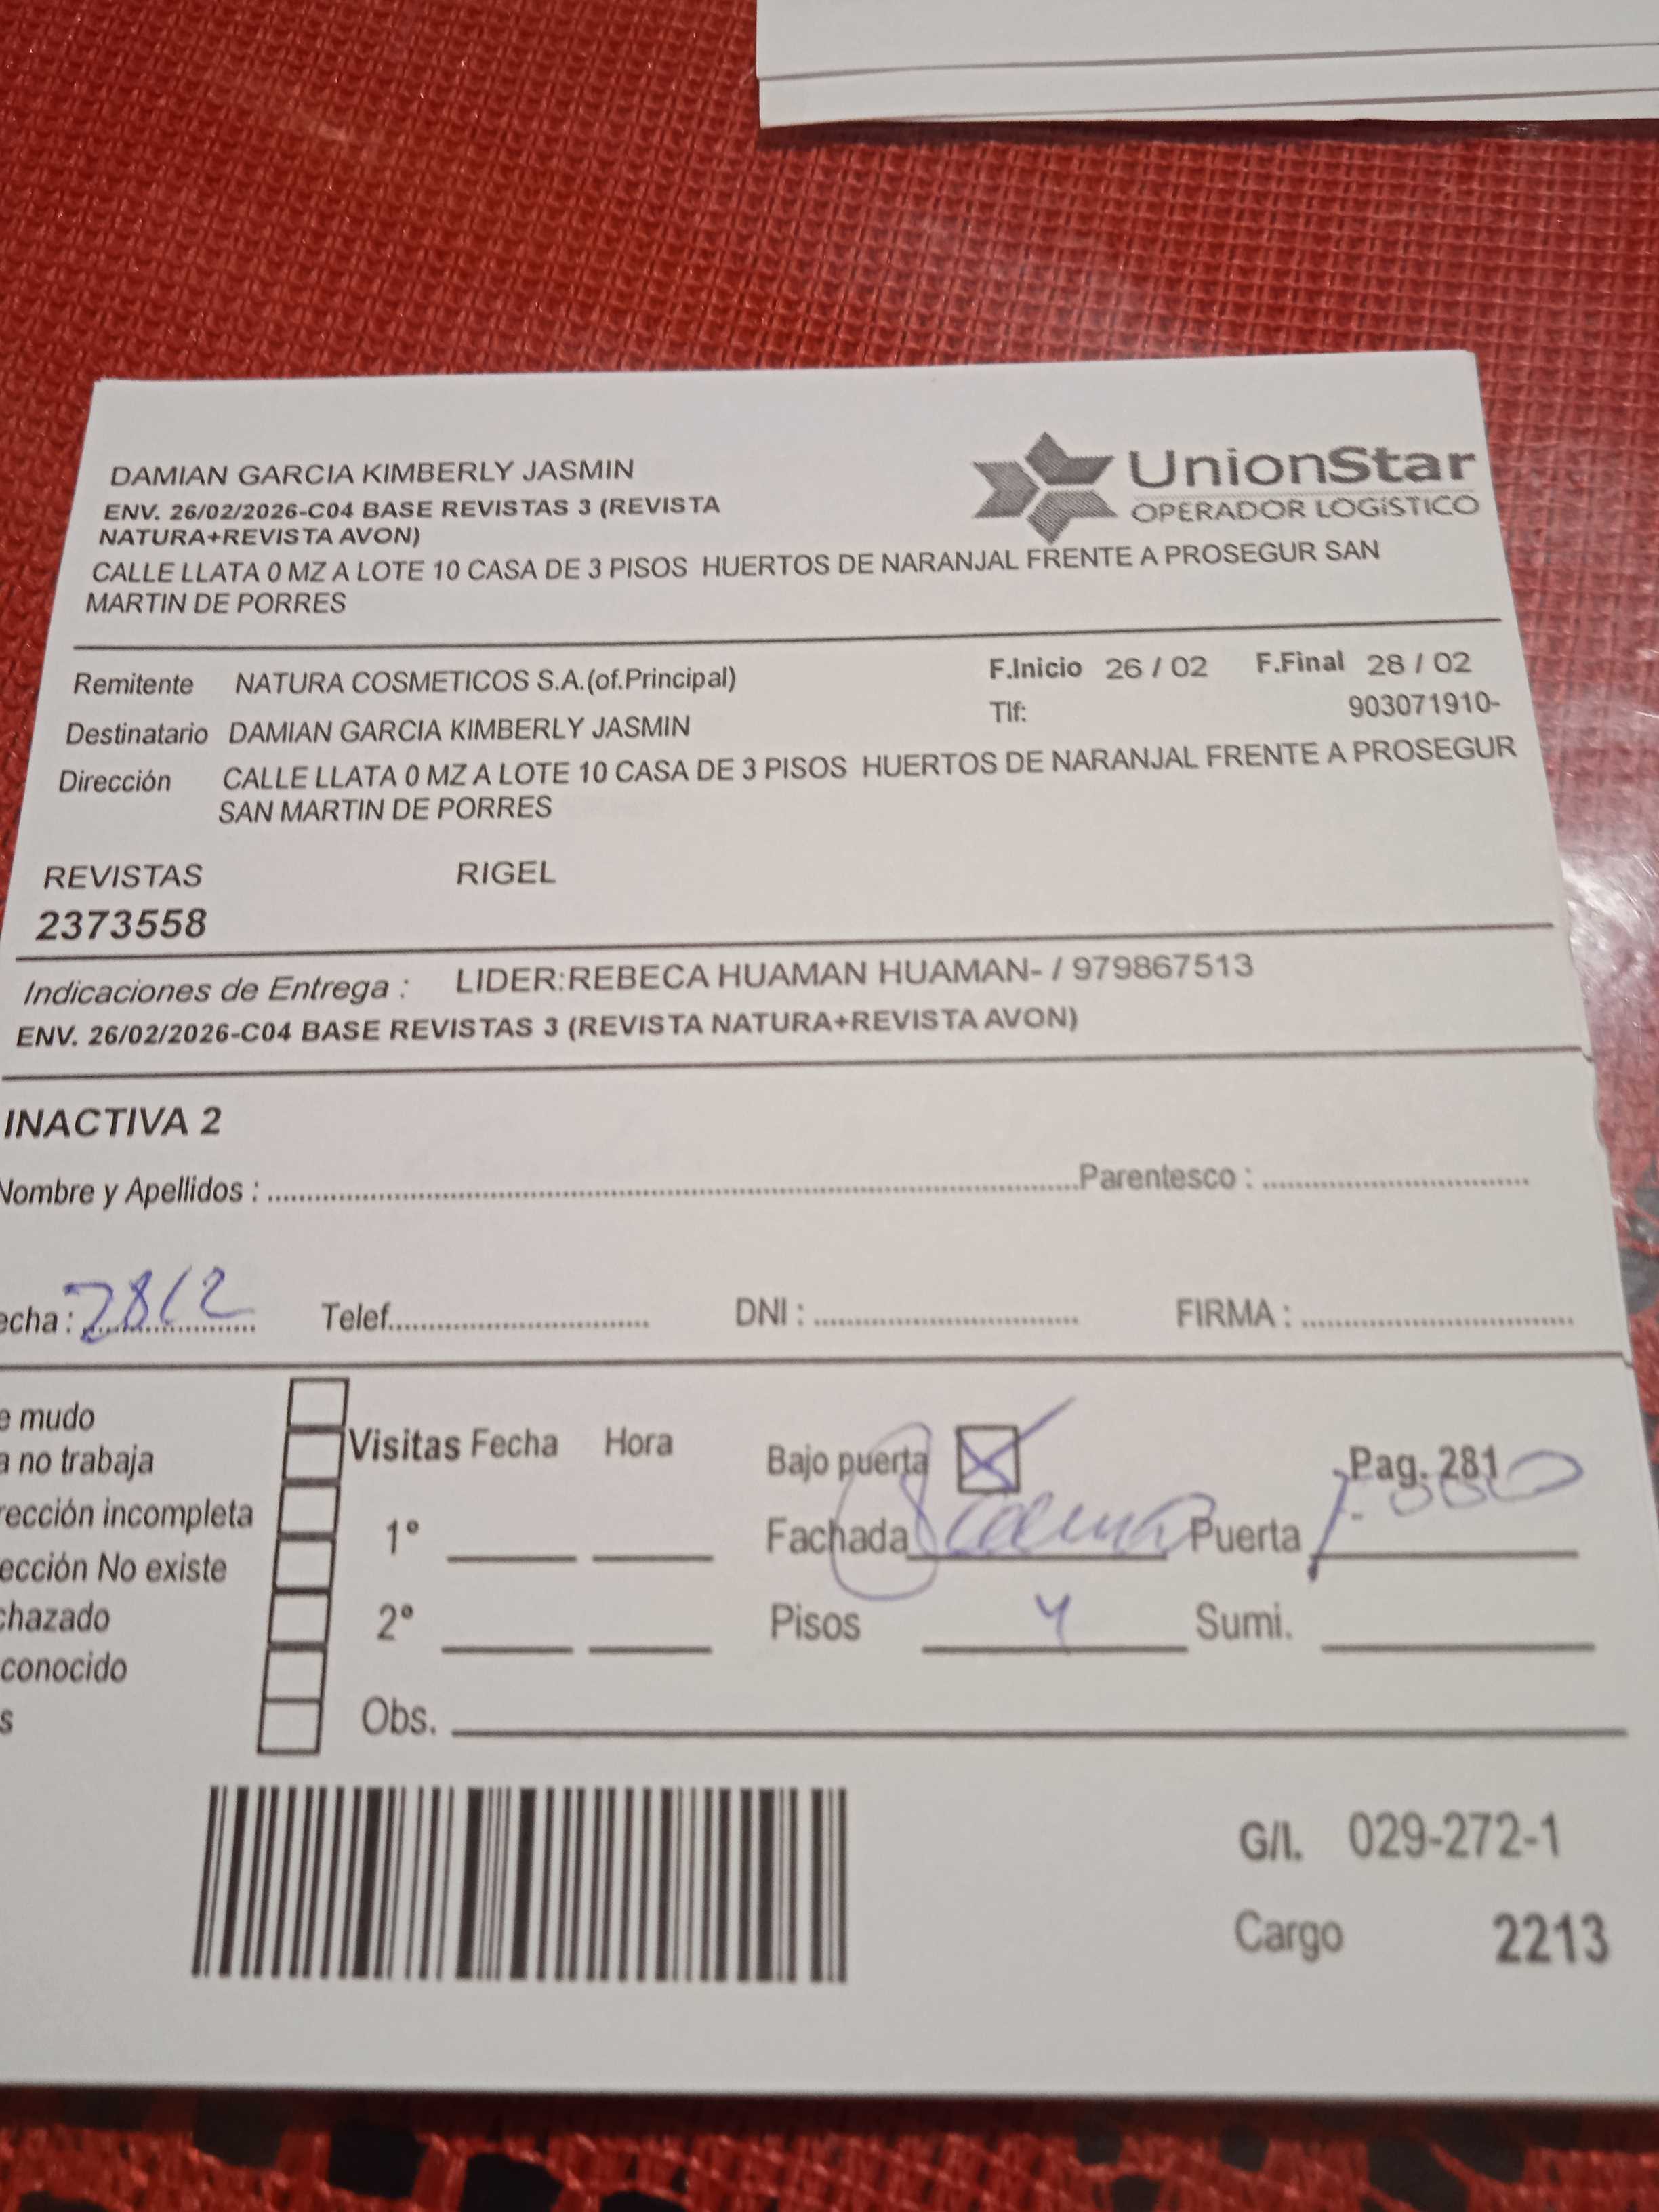 DAMIAN GARCIA KIMBERLY JASMIN
ENV. 26/02/2026-C04 BASE REVISTAS 3 (REVISTA
NATURA+REVISTA AVON)
UnionStar
OPERADOR LOGÍSTICO
CALLE LLATA 0 MZ A LOTE 10 CASA DE 3 PISOS HUERTOS DE NARANJAL FRENTE A PROSEGUR SAN
MARTIN DE PORRES
Remitente NATURA COSMETICOS S.A.(of.Principal)
F.Inicio 26 / 02 F.Final 28 / 02
Destinatario DAMIAN GARCIA KIMBERLY JASMIN
Tlf: 903071910-
Dirección CALLE LLATA 0 MZ A LOTE 10 CASA DE 3 PISOS HUERTOS DE NARANJAL FRENTE A PROSEGUR
SAN MARTIN DE PORRES
REVISTAS RIGEL
2373558
Indicaciones de Entrega : LIDER:REBECA HUAMAN HUAMAN- / 979867513
ENV. 26/02/2026-C04 BASE REVISTAS 3 (REVISTA NATURA+REVISTA AVON)
INACTIVA 2
Nombre y Apellidos : Parentesco :
echa : 28/2 Telef. DNI : FIRMA :
e mudo
a no trabaja
rección incompleta
ección No existe
chazado
conocido
s
Visitas Fecha Hora
1°
2°
Obs.
Bajo puerta Pag. 281
Fachada Puerta
Pisos 4 Sumi.
G/I. 029-272-1
Cargo 2213